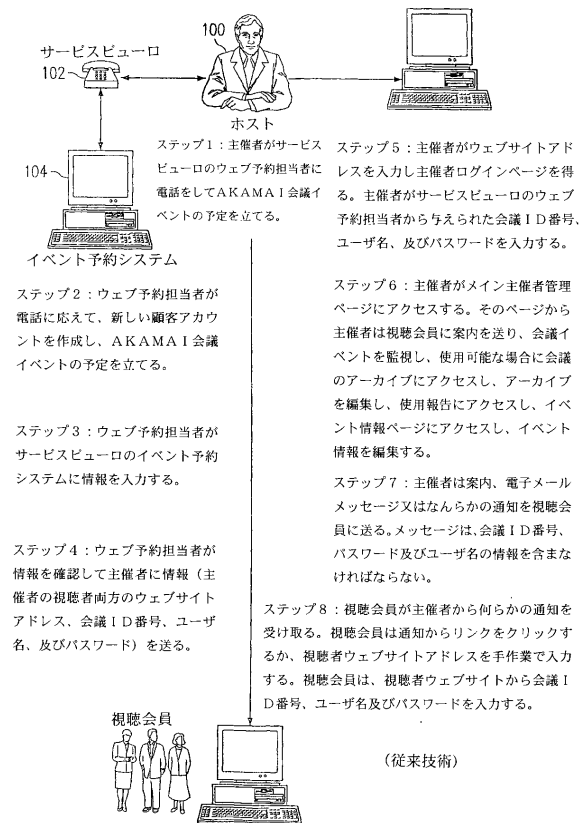 サービスビューロ
102
100
ホスト
104
イベント予約システム
ステップ１：主催者がサービス
ビューロのウェブ予約担当者に
電話をしてＡＫＡＭＡＩ会議イ
ベントの予定を立てる。
ステップ２：ウェブ予約担当者が
電話に応えて、新しい顧客アカウ
ントを作成し、ＡＫＡＭＡＩ会議
イベントの予定を立てる。
ステップ３：ウェブ予約担当者が
サービスビューロのイベント予約
システムに情報を入力する。
ステップ４：ウェブ予約担当者が
情報を確認して主催者に情報（主
催者の視聴者両方のウェブサイト
アドレス、会議ＩＤ番号、ユーザ
名、及びパスワード）を送る。
ステップ５：主催者がウェブサイトアド
レスを入力し主催者ログインページを得
る。主催者がサービスビューロのウェブ
予約担当者から与えられた会議ＩＤ番号、
ユーザ名、及びパスワードを入力する。
ステップ６：主催者がメイン主催者管理
ページにアクセスする。そのページから
主催者は視聴会員に案内を送り、会議イ
ベントを監視し、使用可能な場合に会議
のアーカイブにアクセスし、アーカイブ
を編集し、使用報告にアクセスし、イベ
ント情報ページにアクセスし、イベント
情報を編集する。
ステップ７：主催者は案内、電子メール
メッセージ又はなんらかの通知を視聴会
員に送る。メッセージは、会議ＩＤ番号、
パスワード及びユーザ名の情報を含まな
ければならない。
ステップ８：視聴会員が主催者から何らかの通知を
受け取る。視聴会員は通知からリンクをクリックす
るか、視聴者ウェブサイトアドレスを手作業で入力
する。視聴会員は、視聴者ウェブサイトから会議Ｉ
Ｄ番号、ユーザ名及びパスワードを入力する。
視聴会員
（従来技術）